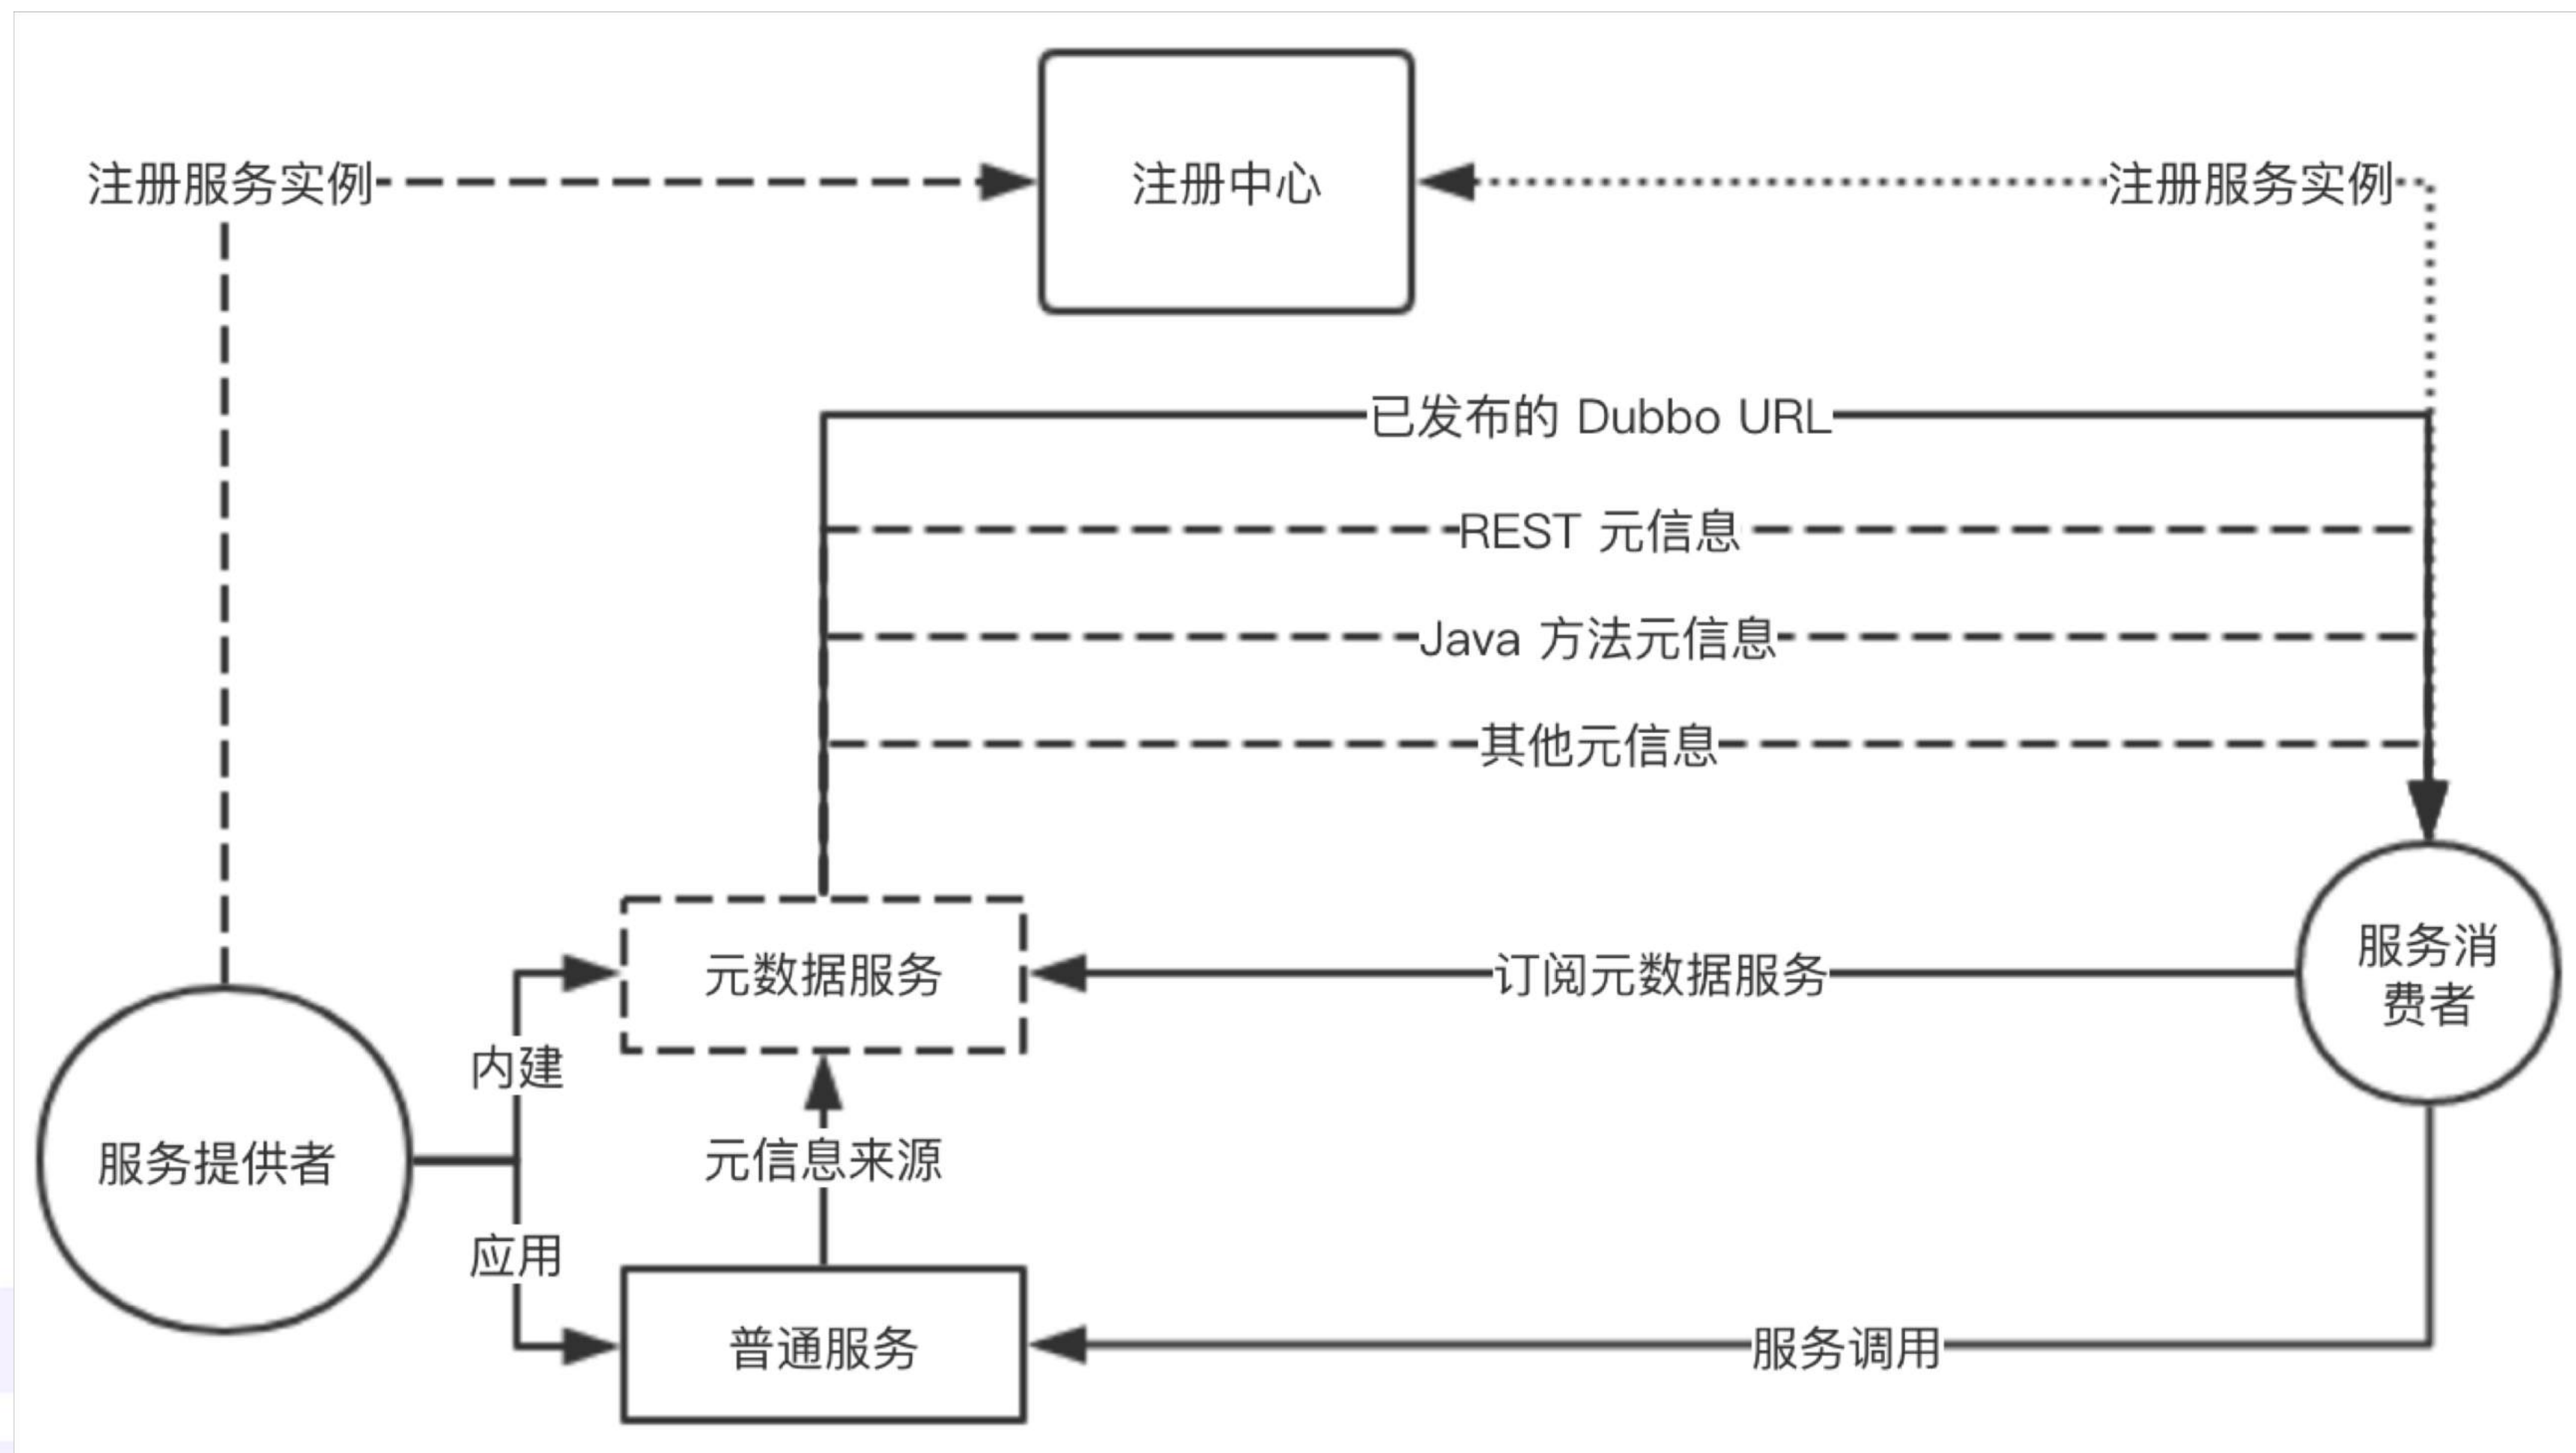 注册服务实例
注册中心
注册服务实例
已发布的 Dubbo URL
REST 元信息
Java 方法元信息
其他元信息
元数据服务
订阅元数据服务
服务消
费者
内建
服务提供者
元信息来源
应用
普通服务
服务调用